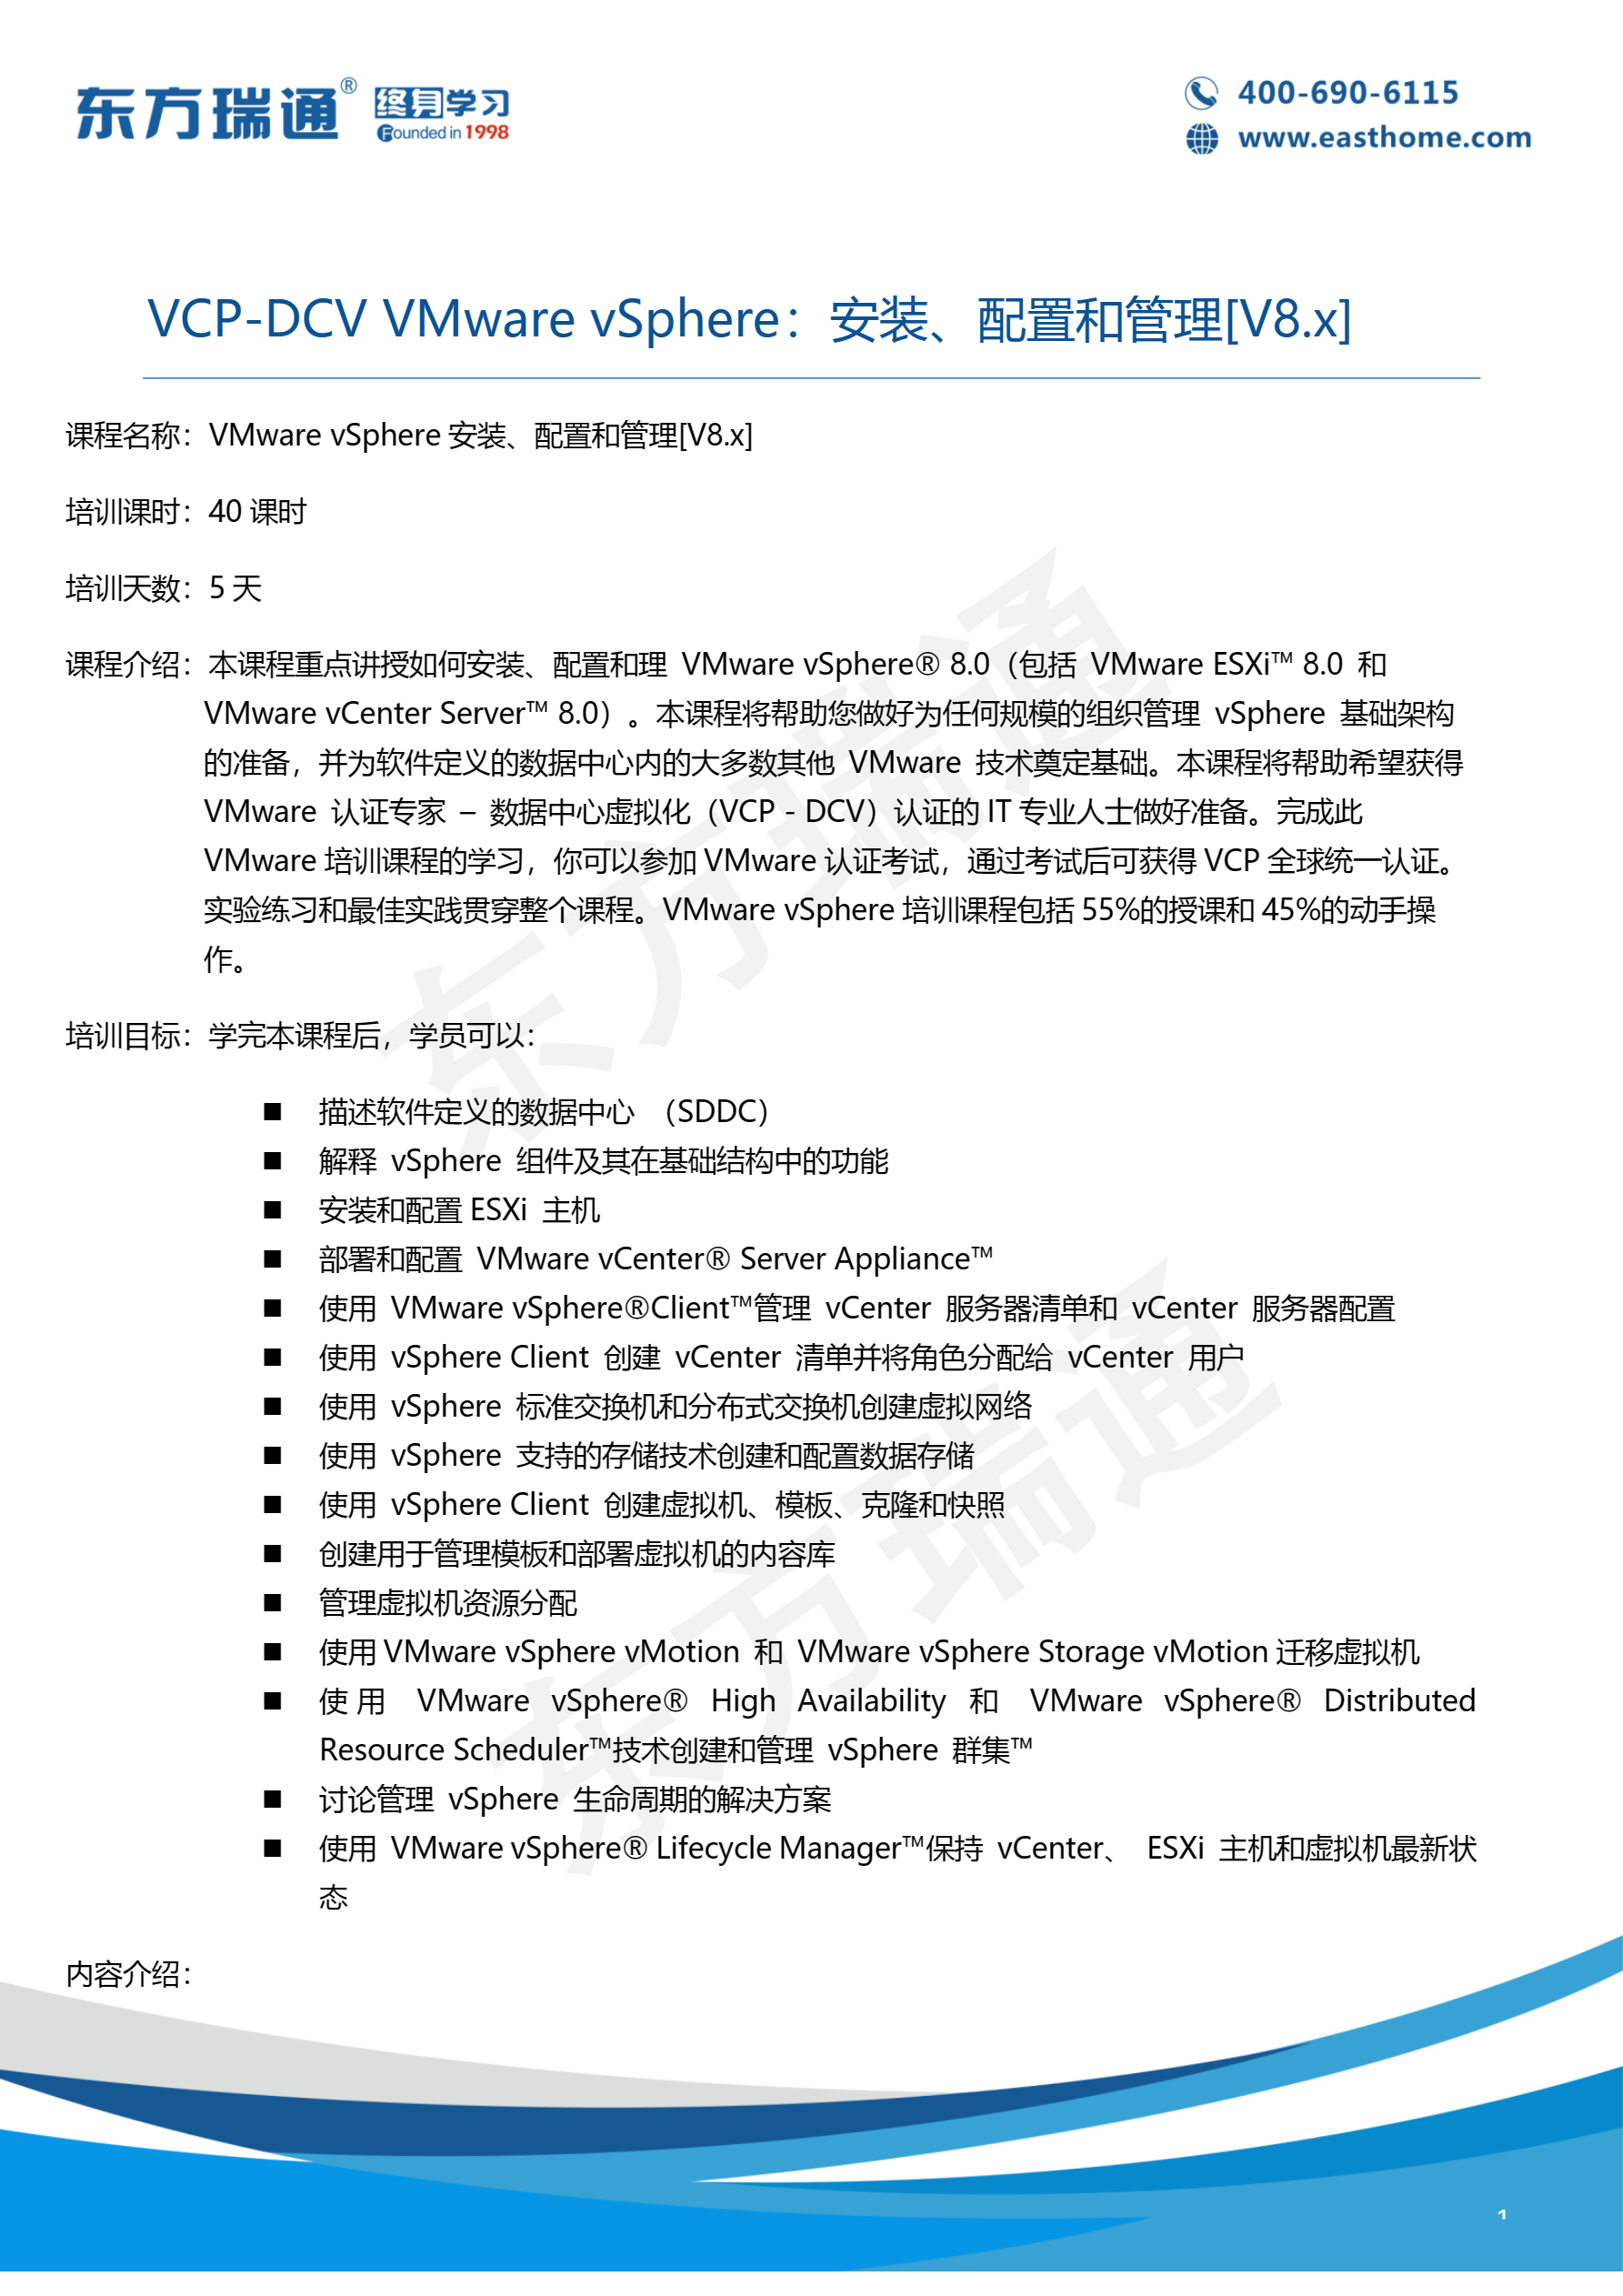 东方瑞通® 终身学习
Founded in 1998
400-690-6115
www.easthome.com
VCP-DCV VMware vSphere：安装、配置和管理[V8.x]
课程名称：VMware vSphere 安装、配置和管理[V8.x]
培训课时：40 课时
培训天数：5 天
课程介绍：本课程重点讲授如何安装、配置和理 VMware vSphere® 8.0（包括 VMware ESXi™ 8.0 和
VMware vCenter Server™ 8.0）。本课程将帮助您做好为任何规模的组织管理 vSphere 基础架构
的准备，并为软件定义的数据中心内的大多数其他 VMware 技术奠定基础。本课程将帮助希望获得
VMware 认证专家 – 数据中心虚拟化（VCP - DCV）认证的 IT 专业人士做好准备。完成此
VMware 培训课程的学习，你可以参加 VMware 认证考试，通过考试后可获得 VCP 全球统一认证。
实验练习和最佳实践贯穿整个课程。VMware vSphere 培训课程包括 55%的授课和 45%的动手操
作。
培训目标：学完本课程后，学员可以：
■ 描述软件定义的数据中心 （SDDC）
■ 解释 vSphere 组件及其在基础结构中的功能
■ 安装和配置 ESXi 主机
■ 部署和配置 VMware vCenter® Server Appliance™
■ 使用 VMware vSphere®Client™管理 vCenter 服务器清单和 vCenter 服务器配置
■ 使用 vSphere Client 创建 vCenter 清单并将角色分配给 vCenter 用户
■ 使用 vSphere 标准交换机和分布式交换机创建虚拟网络
■ 使用 vSphere 支持的存储技术创建和配置数据存储
■ 使用 vSphere Client 创建虚拟机、模板、克隆和快照
■ 创建用于管理模板和部署虚拟机的内容库
■ 管理虚拟机资源分配
■ 使用 VMware vSphere vMotion 和 VMware vSphere Storage vMotion 迁移虚拟机
■ 使用 VMware vSphere® High Availability 和 VMware vSphere® Distributed
Resource Scheduler™技术创建和管理 vSphere 群集™
■ 讨论管理 vSphere 生命周期的解决方案
■ 使用 VMware vSphere® Lifecycle Manager™保持 vCenter、 ESXi 主机和虚拟机最新状
态
内容介绍：
东方瑞通
东方瑞通
1